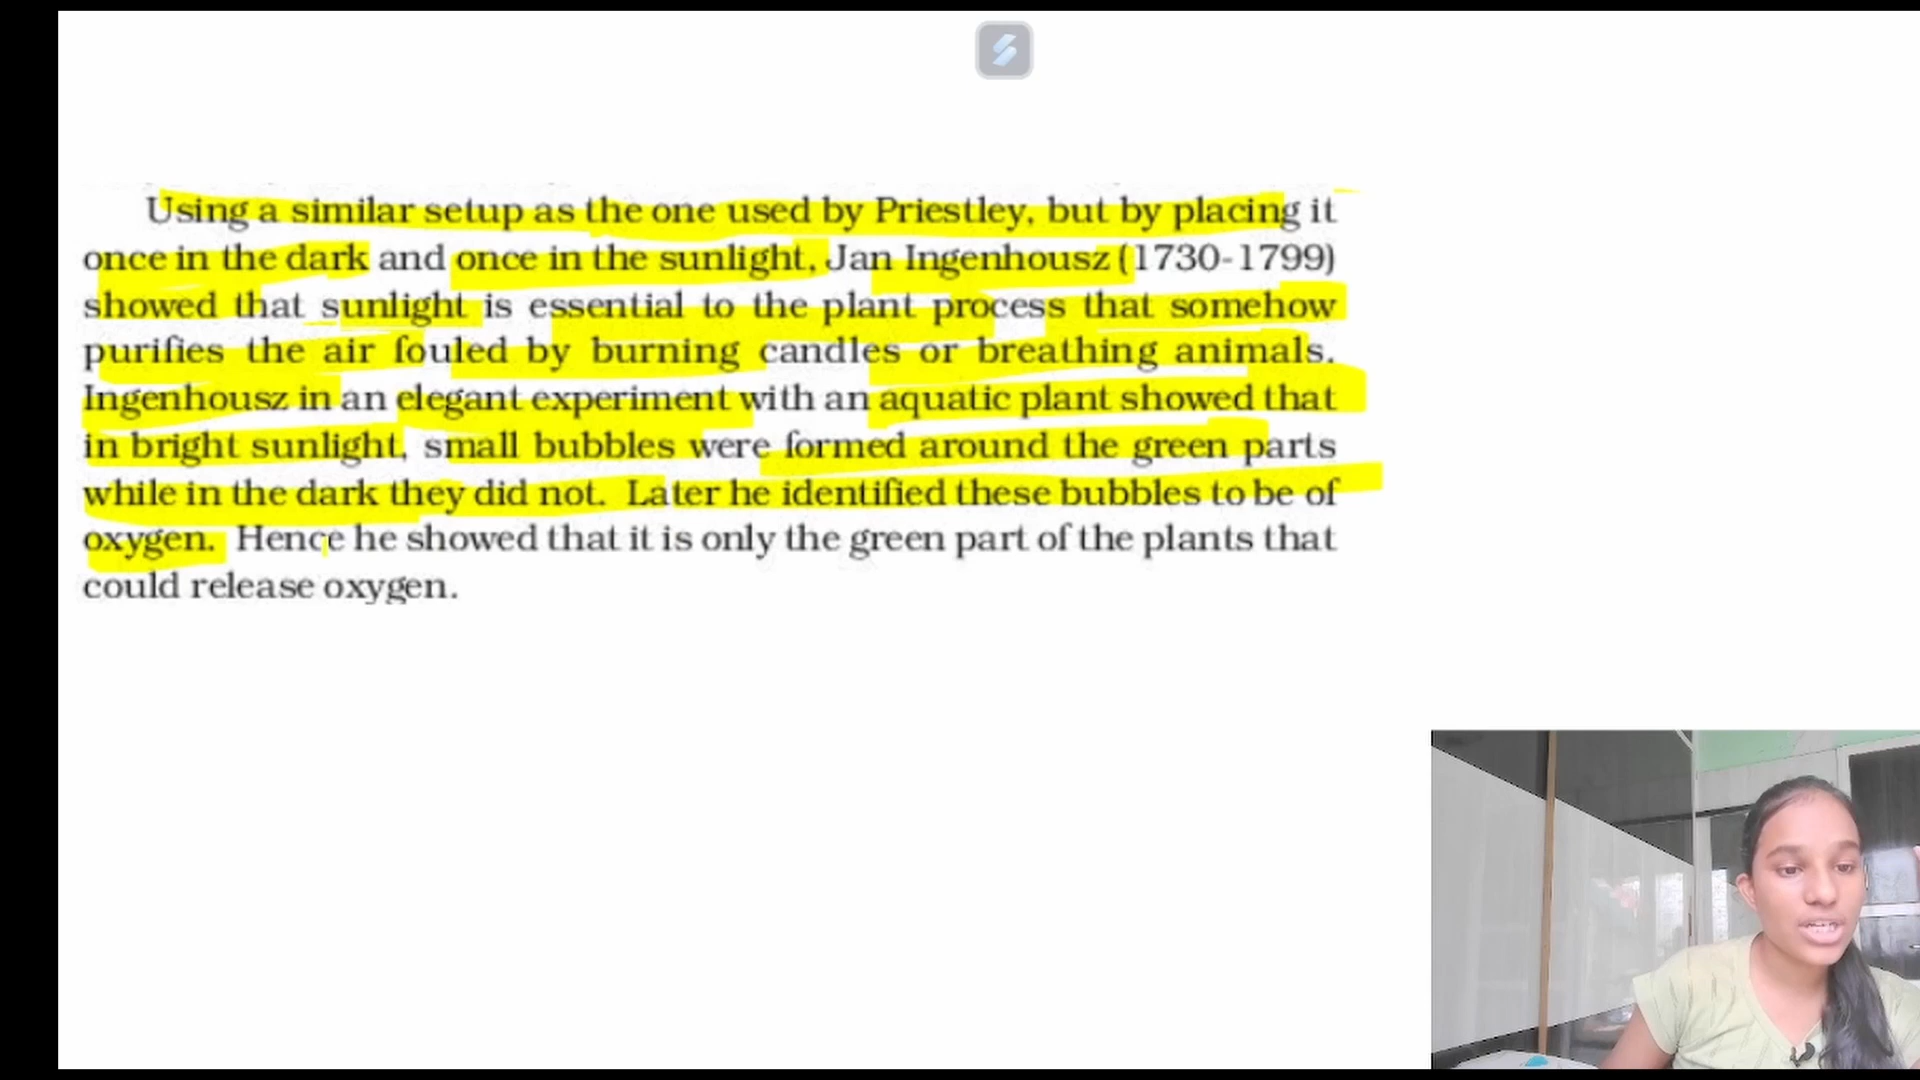 Using a similar setup as the one used by Priestley, but by placing it
once in the dark and once in the sunlight, Jan Ingenhousz (1730-1799)
showed that sunlight is essential to the plant process that somehow
purifies the air fouled by burning candles or breathing animals.
Ingenhousz in an elegant experiment with an aquatic plant showed that
in bright sunlight, small bubbles were formed around the green parts
while in the dark they did not. Later he identified these bubbles to be of
oxygen. Hence he showed that it is only the green part of the plants that
could release oxygen.